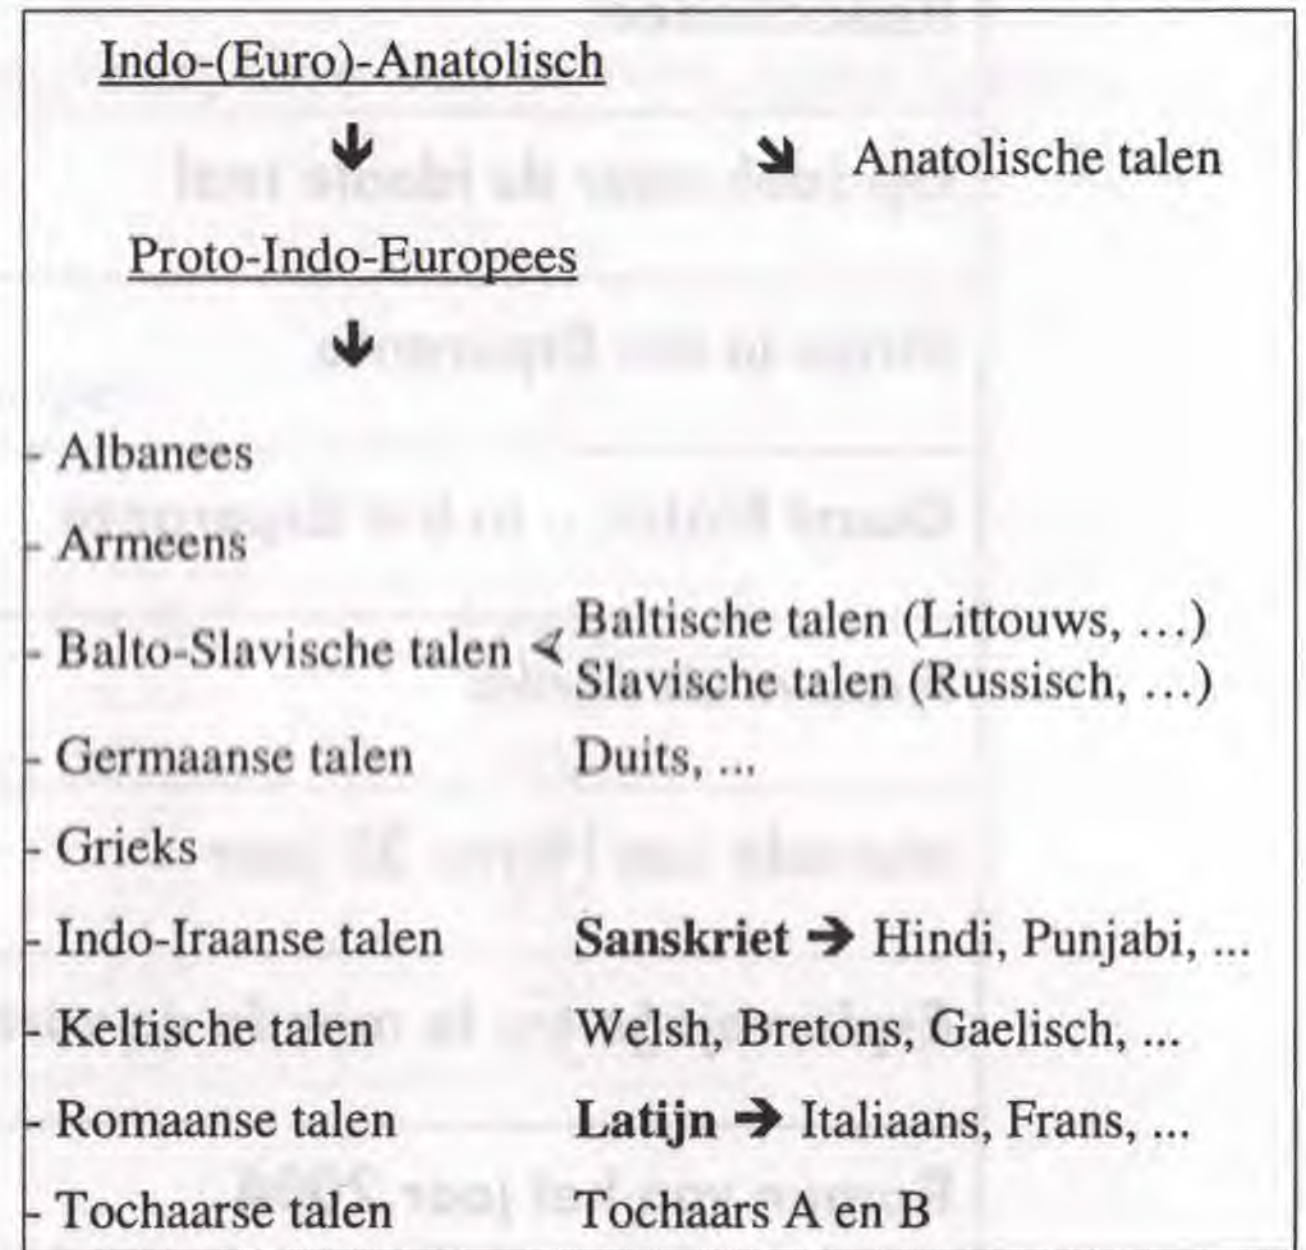 Indo-(Euro)-Anatolisch
🡻 🡾 Anatolische talen
Proto-Indo-Europees
🡻
- Albanees
- Armeens
- Balto-Slavische talen < Baltische talen (Littouws, …)
Slavische talen (Russisch, …)
- Germaanse talen Duits, ...
- Grieks
- Indo-Iraanse talen Sanskriet ➔ Hindi, Punjabi, ...
- Keltische talen Welsh, Bretons, Gaelisch, ...
- Romaanse talen Latijn ➔ Italiaans, Frans, ...
- Tochaarse talen Tochaars A en B